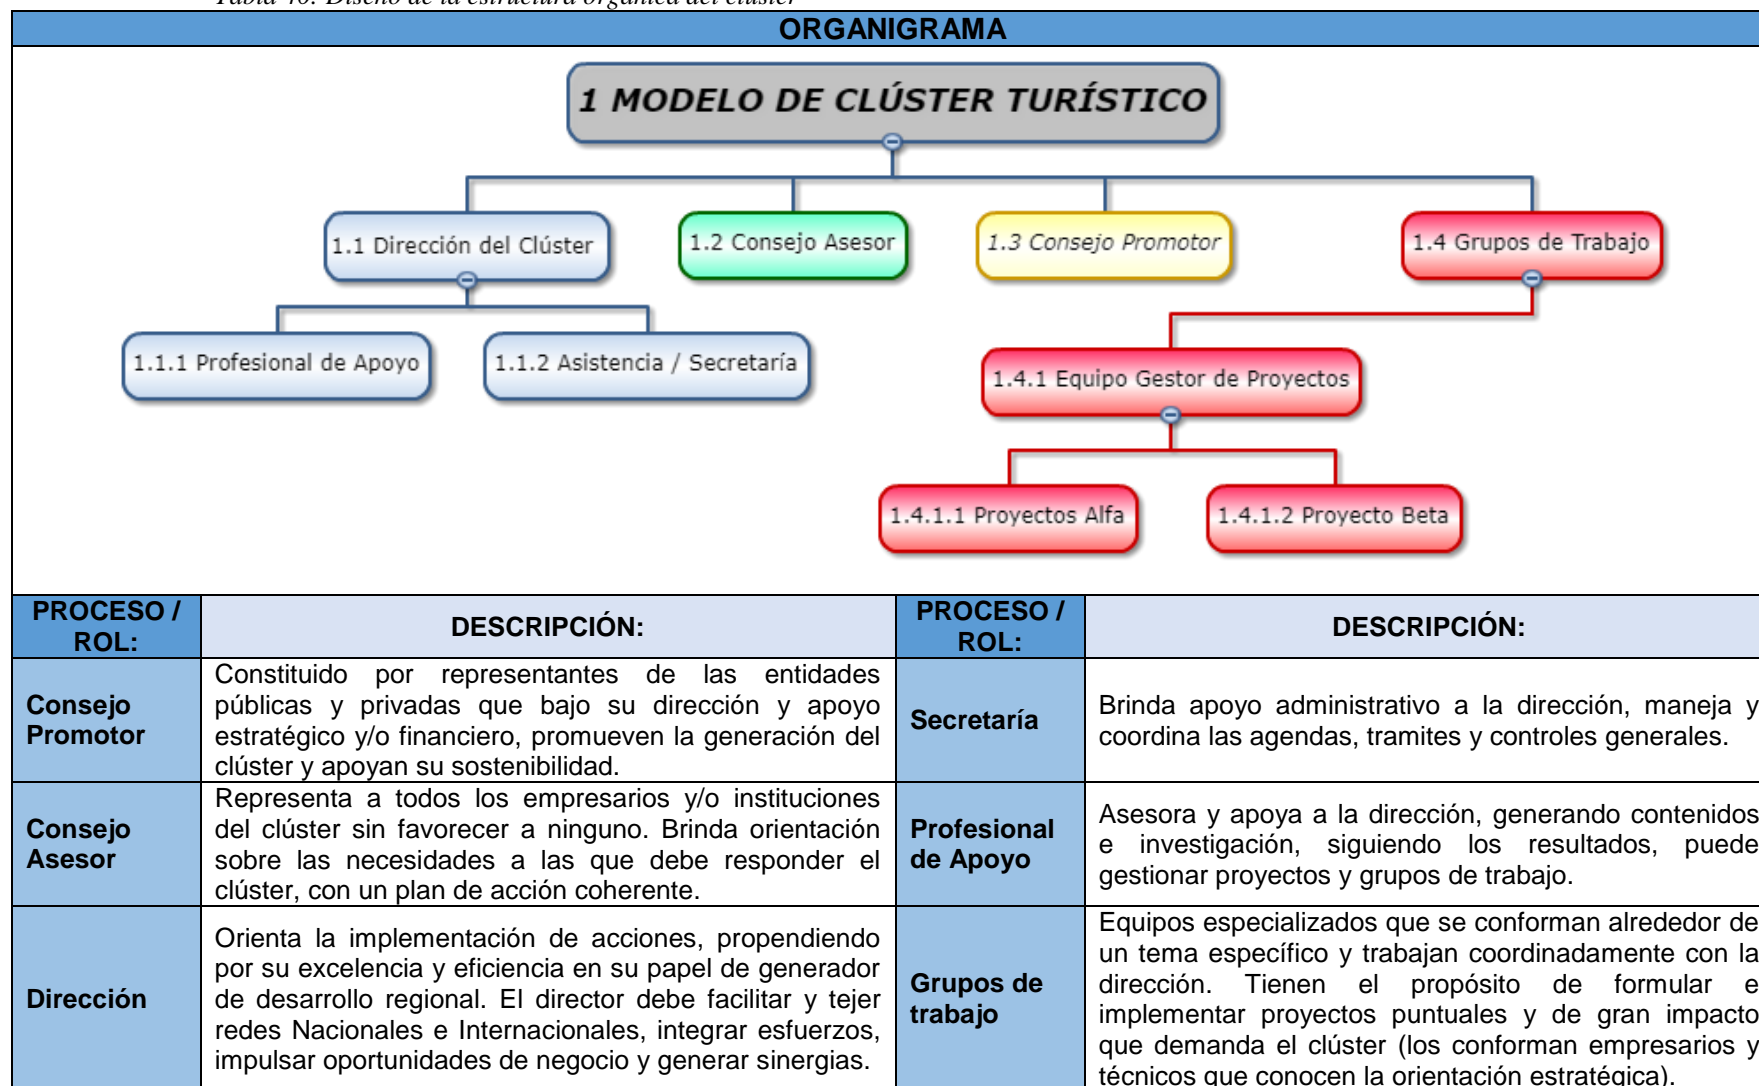 Tabla 40. Diseño de la estructura orgánica del clúster
ORGANIGRAMA
1 MODELO DE CLÚSTER TURÍSTICO
1.1 Dirección del Clúster
1.2 Consejo Asesor
1.3 Consejo Promotor
1.4 Grupos de Trabajo
1.1.1 Profesional de Apoyo
1.1.2 Asistencia / Secretaría
1.4.1 Equipo Gestor de Proyectos
1.4.1.1 Proyectos Alfa
1.4.1.2 Proyecto Beta
PROCESO /
ROL:
DESCRIPCIÓN:
PROCESO /
ROL:
DESCRIPCIÓN:
Consejo
Promotor
Constituido por representantes de las entidades
públicas y privadas que bajo su dirección y apoyo
estratégico y/o financiero, promueven la generación del
clúster y apoyan su sostenibilidad.
Secretaría
Brinda apoyo administrativo a la dirección, maneja y
coordina las agendas, tramites y controles generales.
Consejo
Asesor
Representa a todos los empresarios y/o instituciones
del clúster sin favorecer a ninguno. Brinda orientación
sobre las necesidades a las que debe responder el
clúster, con un plan de acción coherente.
Profesional
de Apoyo
Asesora y apoya a la dirección, generando contenidos
e investigación, siguiendo los resultados, puede
gestionar proyectos y grupos de trabajo.
Dirección
Orienta la implementación de acciones, propendiendo
por su excelencia y eficiencia en su papel de generador
de desarrollo regional. El director debe facilitar y tejer
redes Nacionales e Internacionales, integrar esfuerzos,
impulsar oportunidades de negocio y generar sinergias.
Grupos de
trabajo
Equipos especializados que se conforman alrededor de
un tema específico y trabajan coordinadamente con la
dirección. Tienen el propósito de formular e
implementar proyectos puntuales y de gran impacto
que demanda el clúster (los conforman empresarios y
técnicos que conocen la orientación estratégica).